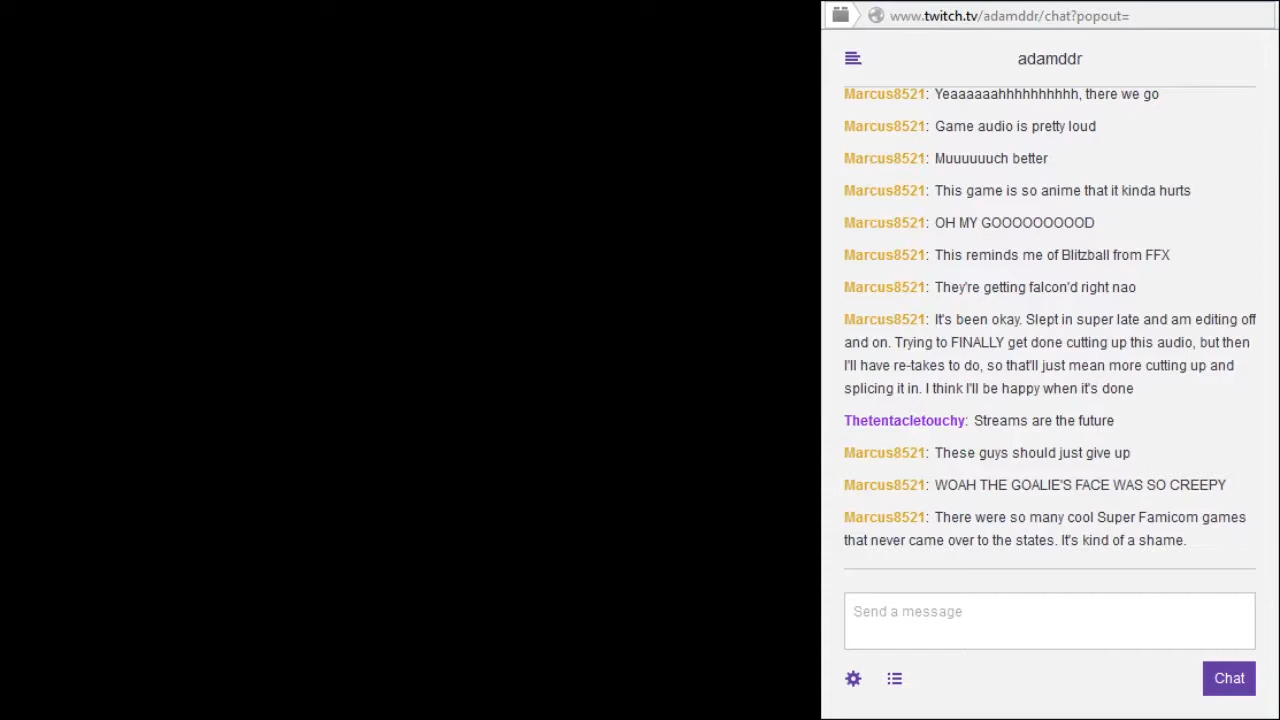 www.twitch.tv/adamddr/chat?popout=
adamddr
Marcus8521: Yeaaaaaahhhhhhhhhh, there we go
Marcus8521: Game audio is pretty loud
Marcus8521: Muuuuuuch better
Marcus8521: This game is so anime that it kinda hurts
Marcus8521: OH MY GOOOOOOOOOD
Marcus8521: This reminds me of Blitzball from FFX
Marcus8521: They're getting falcon'd right nao
Marcus8521: It's been okay. Slept in super late and am editing off
and on. Trying to FINALLY get done cutting up this audio, but then
I'll have re-takes to do, so that'll just mean more cutting up and
splicing it in. I think I'll be happy when it's done
Thetentacletouchy: Streams are the future
Marcus8521: These guys should just give up
Marcus8521: WOAH THE GOALIE'S FACE WAS SO CREEPY
Marcus8521: There were so many cool Super Famicom games
that never came over to the states. It's kind of a shame.
Send a message
Chat